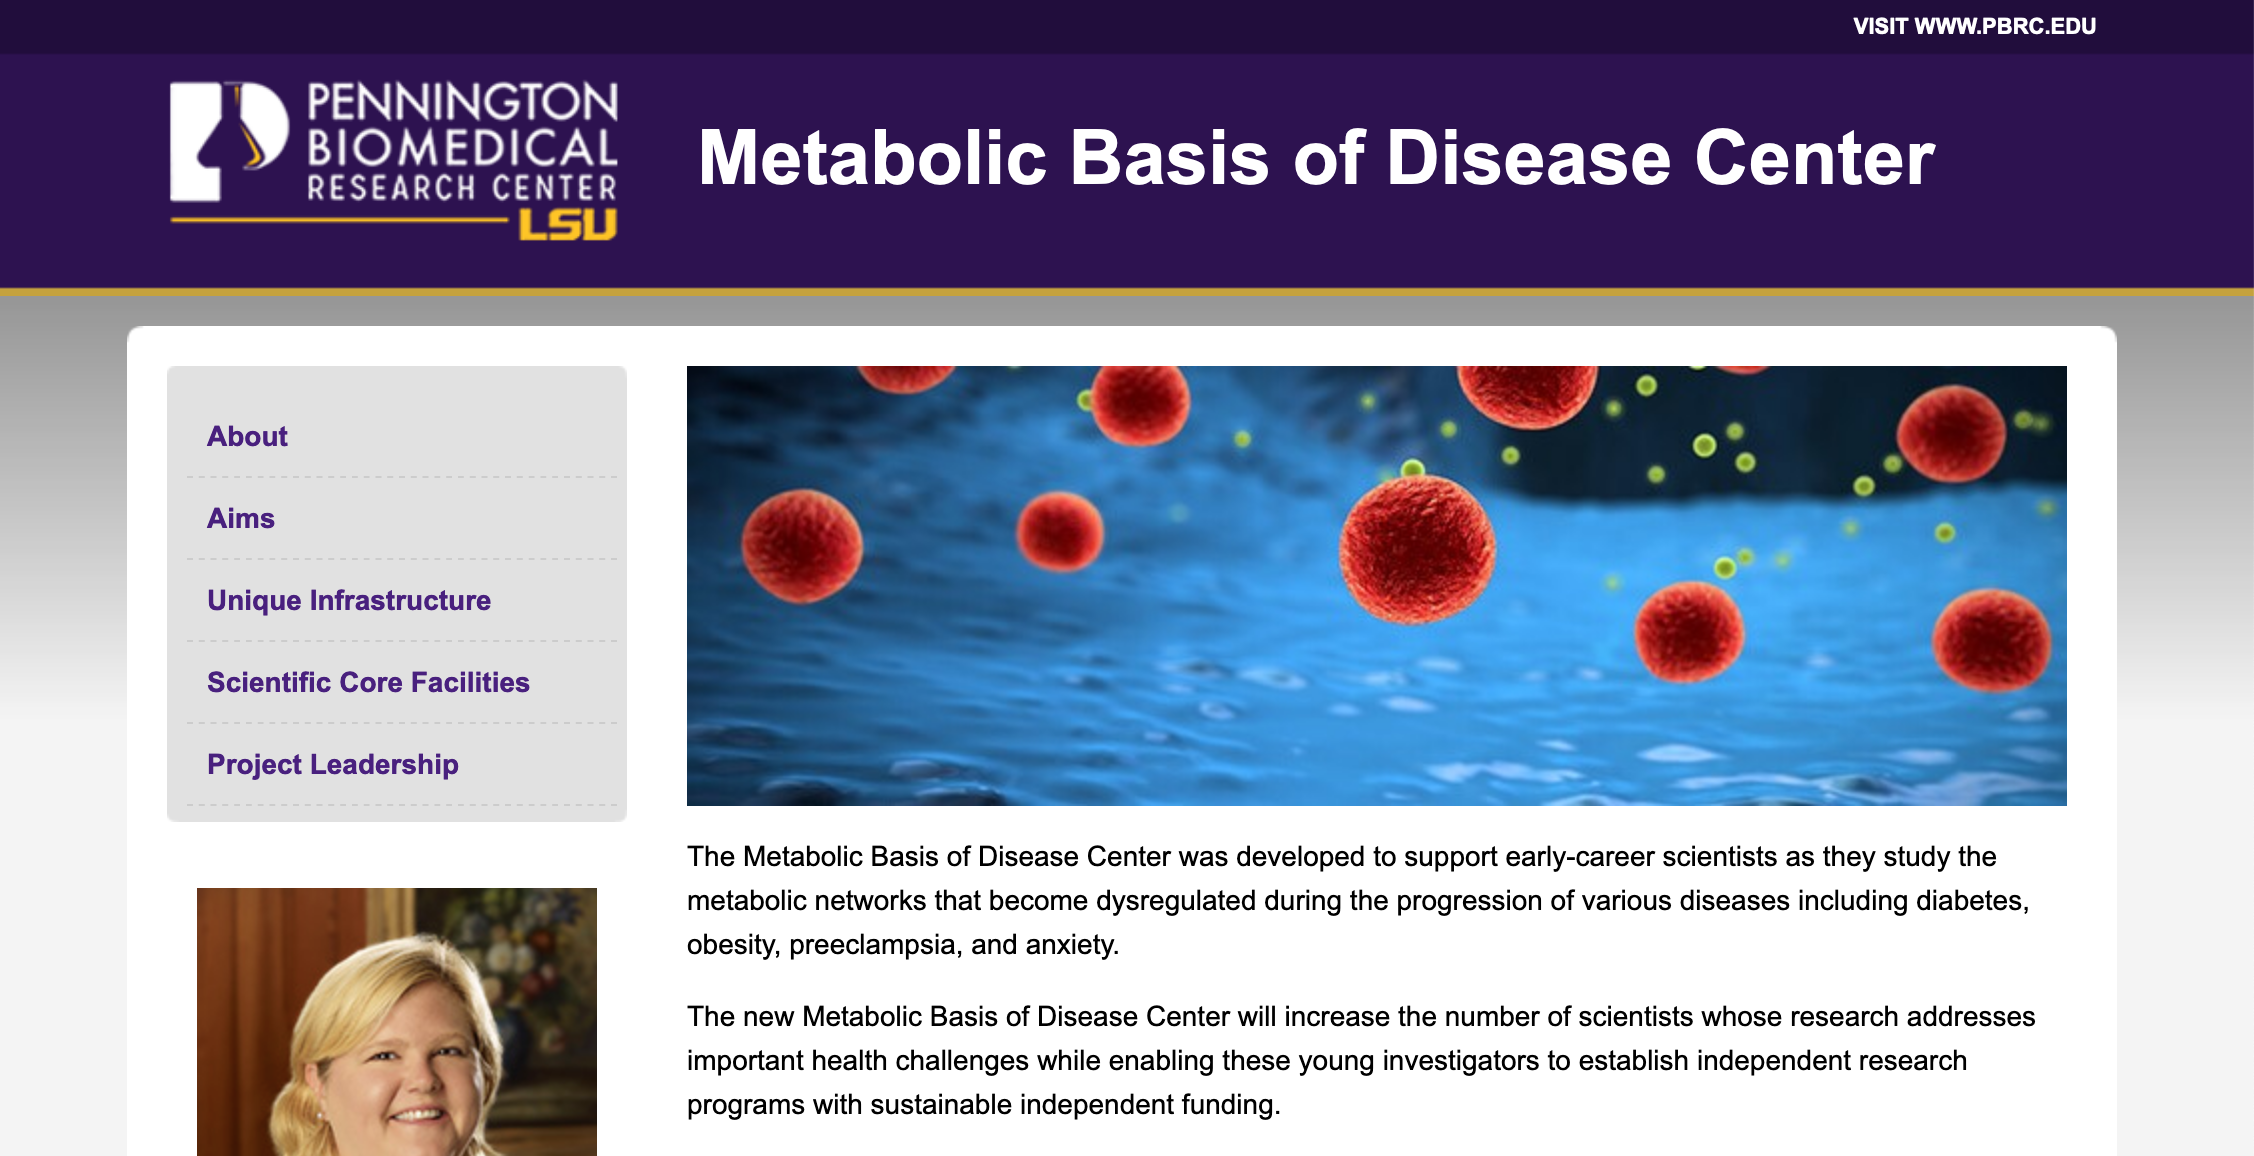 VISIT WWW.PBRC.EDU
PENNINGTON
BIOMEDICAL
RESEARCH CENTER
LSU
Metabolic Basis of Disease Center
About
Aims
Unique Infrastructure
Scientific Core Facilities
Project Leadership
The Metabolic Basis of Disease Center was developed to support early-career scientists as they study the
metabolic networks that become dysregulated during the progression of various diseases including diabetes,
obesity, preeclampsia, and anxiety.
The new Metabolic Basis of Disease Center will increase the number of scientists whose research addresses
important health challenges while enabling these young investigators to establish independent research
programs with sustainable independent funding.